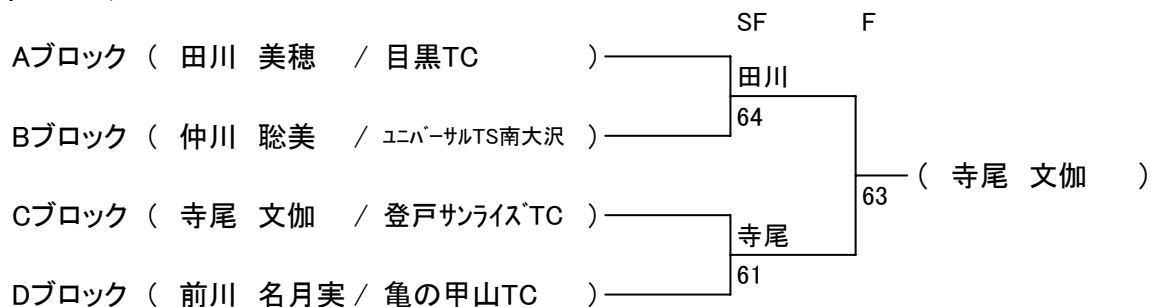 SF F
Aブロック ( 田川 美穂 / 目黒TC )
田川
64
Bブロック ( 仲川 聡美 / ユニバーサルTS南大沢 )
( 寺尾 文伽 )
63
Cブロック ( 寺尾 文伽 / 登戸サンライズTC )
寺尾
61
Dブロック ( 前川 名月実 / 亀の甲山TC )